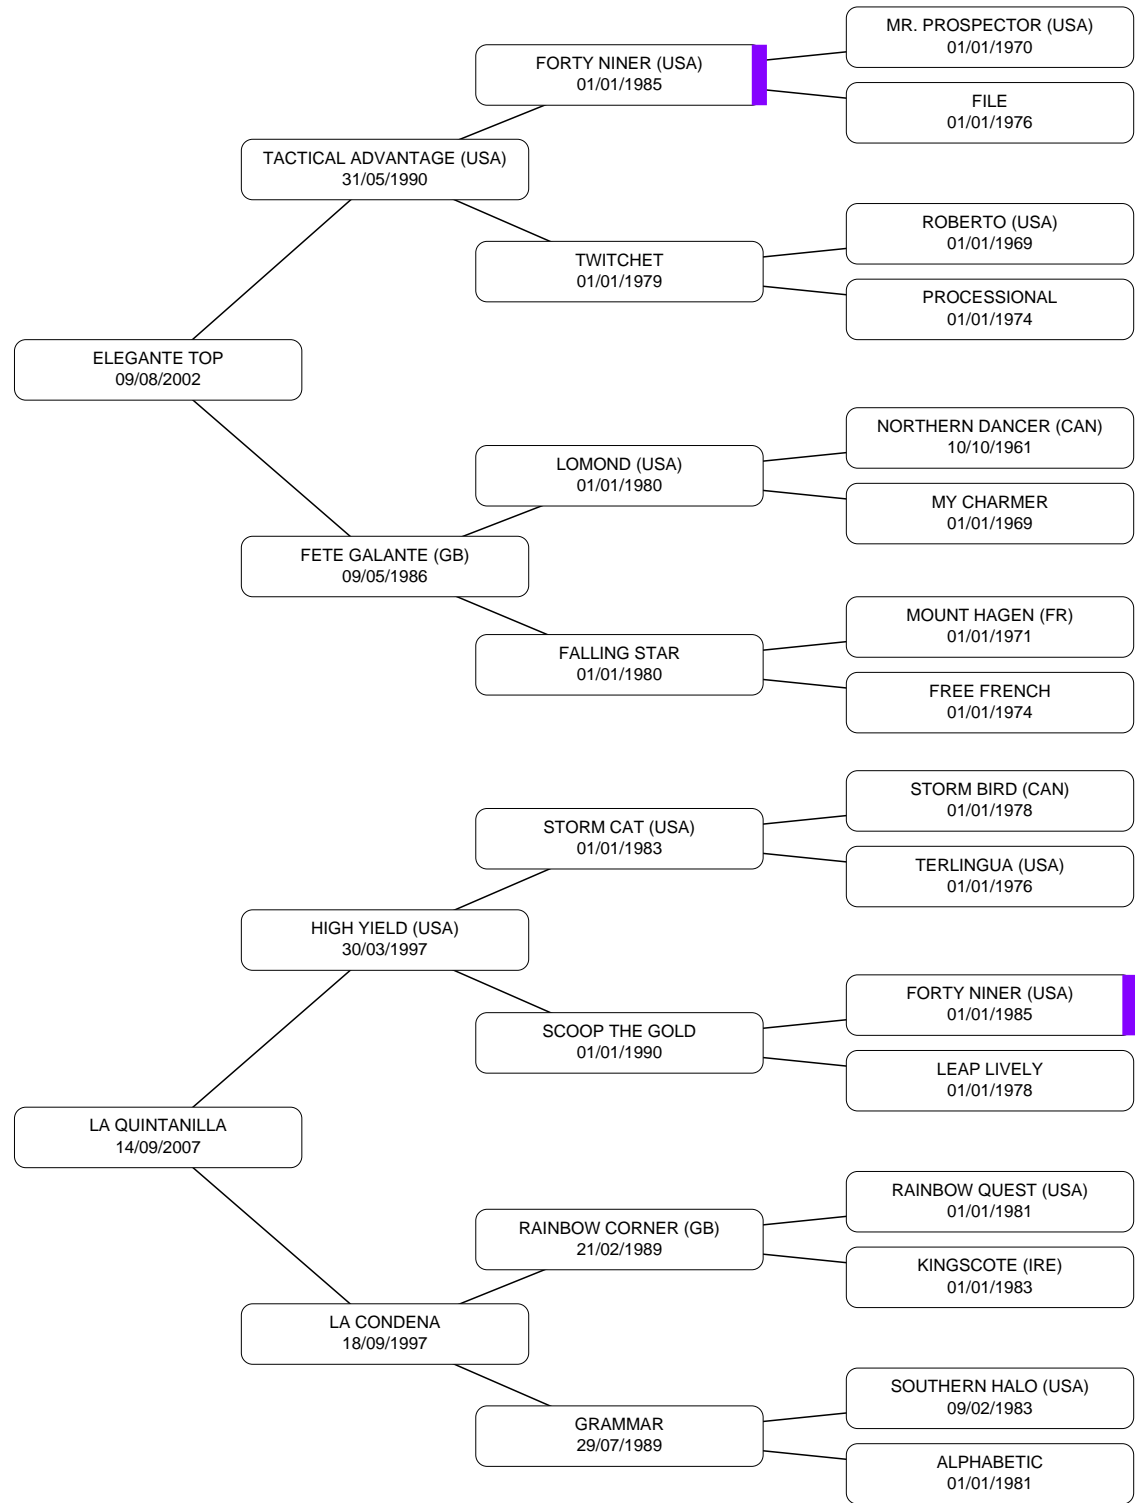 MR. PROSPECTOR (USA)
01/01/1970
FORTY NINER (USA)
01/01/1985
FILE
01/01/1976
TACTICAL ADVANTAGE (USA)
31/05/1990
ROBERTO (USA)
01/01/1969
TWITCHET
01/01/1979
PROCESSIONAL
01/01/1974
ELEGANTE TOP
09/08/2002
NORTHERN DANCER (CAN)
10/10/1961
LOMOND (USA)
01/01/1980
MY CHARMER
01/01/1969
FETE GALANTE (GB)
09/05/1986
MOUNT HAGEN (FR)
01/01/1971
FALLING STAR
01/01/1980
FREE FRENCH
01/01/1974
STORM BIRD (CAN)
01/01/1978
STORM CAT (USA)
01/01/1983
TERLINGUA (USA)
01/01/1976
HIGH YIELD (USA)
30/03/1997
FORTY NINER (USA)
01/01/1985
SCOOP THE GOLD
01/01/1990
LEAP LIVELY
01/01/1978
LA QUINTANILLA
14/09/2007
RAINBOW QUEST (USA)
01/01/1981
RAINBOW CORNER (GB)
21/02/1989
KINGSCOTE (IRE)
01/01/1983
LA CONDENA
18/09/1997
SOUTHERN HALO (USA)
09/02/1983
GRAMMAR
29/07/1989
ALPHABETIC
01/01/1981